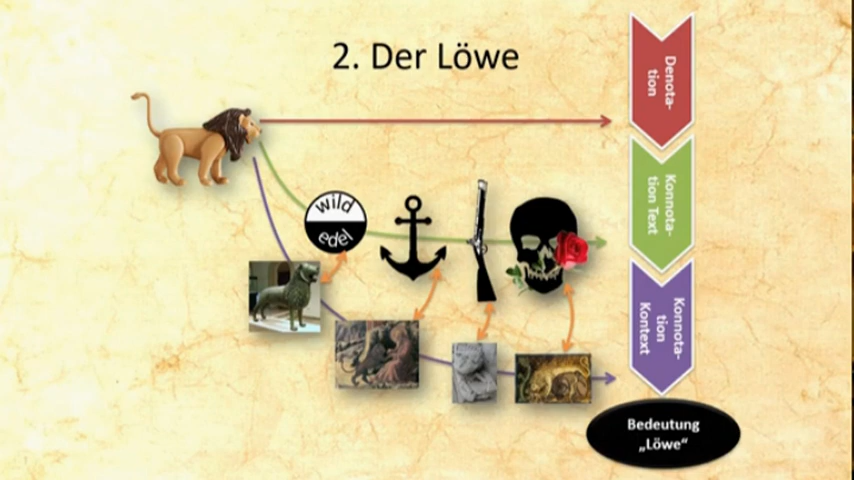 2. Der Löwe
Denota-
tion
wild
edel
Konnota-
tion Text
Konnota-
tion
Kontext
Bedeutung
„Löwe“